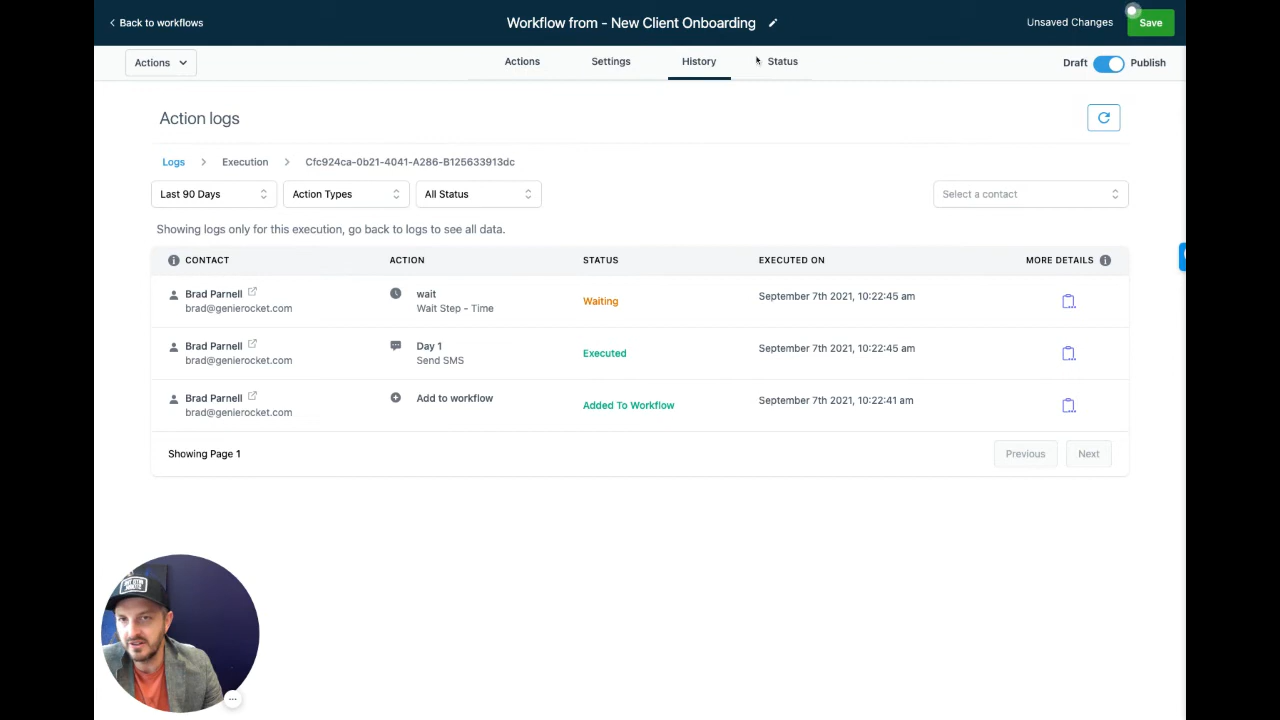 Back to workflows
Workflow from - New Client Onboarding
Unsaved Changes
Save
Actions
Actions
Settings
History
Status
Draft
Publish
Action logs
Logs > Execution > Cfc924ca-0b21-4041-A286-B125633913dc
Last 90 Days
Action Types
All Status
Select a contact
Showing logs only for this execution, go back to logs to see all data.
CONTACT ACTION STATUS EXECUTED ON MORE DETAILS
Brad Parnell
brad@genierocket.com
wait
Wait Step - Time
Waiting
September 7th 2021, 10:22:45 am
Brad Parnell
brad@genierocket.com
Day 1
Send SMS
Executed
September 7th 2021, 10:22:45 am
Brad Parnell
brad@genierocket.com
Add to workflow
Added To Workflow
September 7th 2021, 10:22:41 am
Showing Page 1
Previous
Next